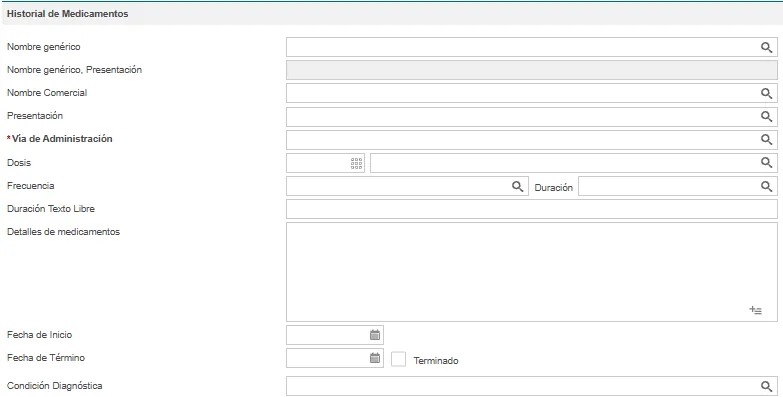 Historial de Medicamentos
Nombre genérico
Nombre genérico, Presentación
Nombre Comercial
Presentación
*Vía de Administración
Dosis
Frecuencia Duración
Duración Texto Libre
Detalles de medicamentos
Fecha de Inicio
Fecha de Término Terminado
Condición Diagnóstica